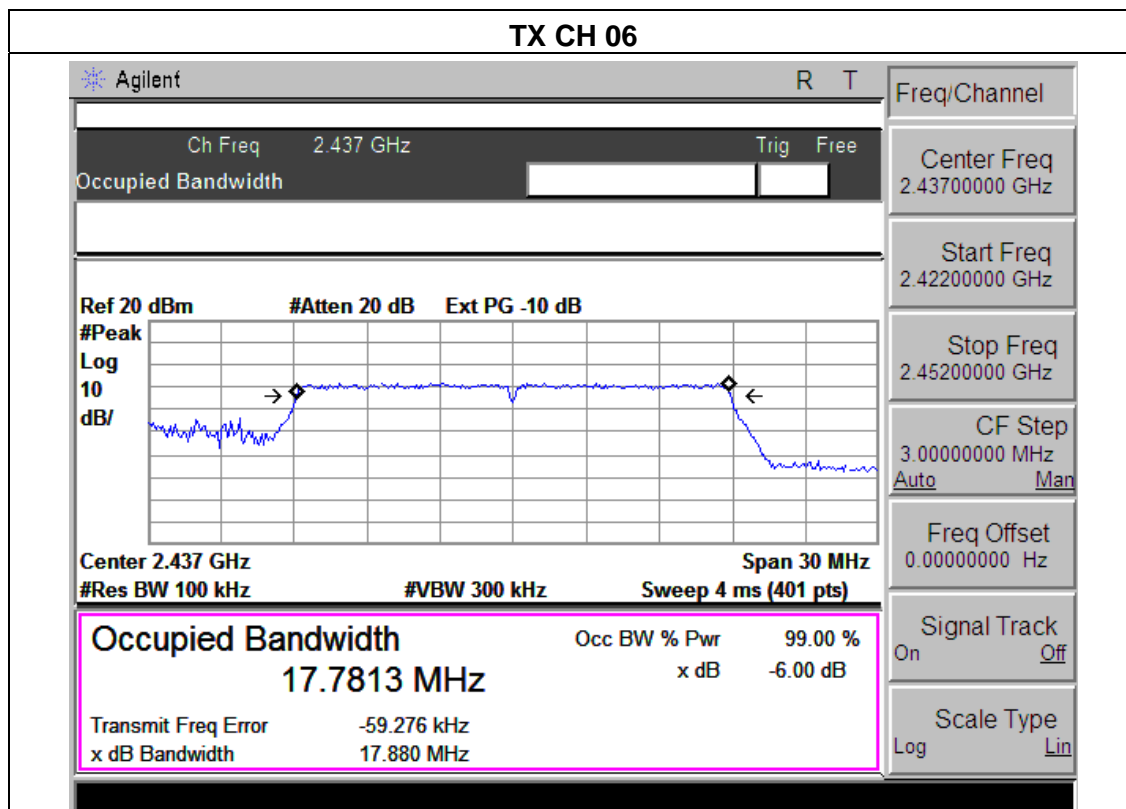 TX CH 06
Agilent R T
Ch Freq 2.437 GHz Trig Free
Occupied Bandwidth
Ref 20 dBm #Atten 20 dB Ext PG -10 dB
#Peak
Log
10
dB/
Center 2.437 GHz Span 30 MHz
#Res BW 100 kHz #VBW 300 kHz Sweep 4 ms (401 pts)
Occupied Bandwidth Occ BW % Pwr 99.00 %
17.7813 MHz x dB -6.00 dB
Transmit Freq Error -59.276 kHz
x dB Bandwidth 17.880 MHz
Freq/Channel
Center Freq
2.43700000 GHz
Start Freq
2.42200000 GHz
Stop Freq
2.45200000 GHz
CF Step
3.00000000 MHz
Auto Man
Freq Offset
0.00000000 Hz
Signal Track
On Off
Scale Type
Log Lin